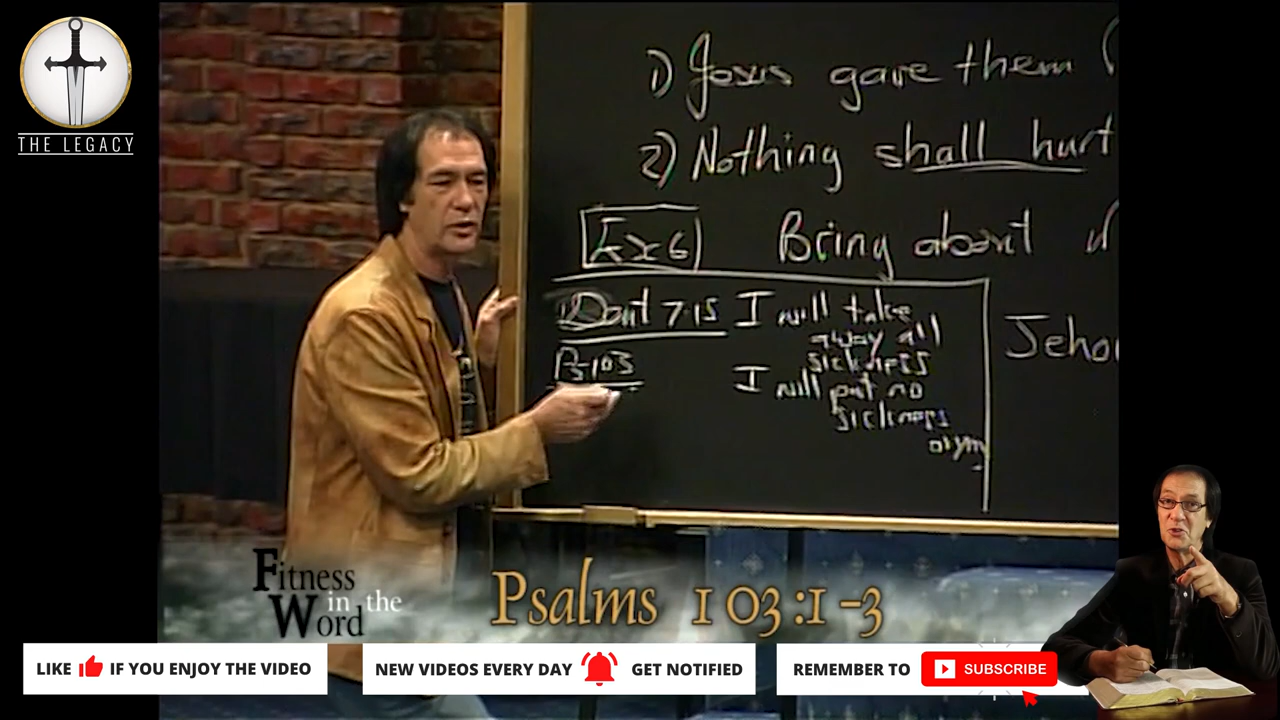 THE LEGACY
1) Jesus gave them
2) Nothing shall hurt
Ex 6 Bring about
7:15 I will take
away all
sickness
Ps 103
I will put no
sickness
Jeho
Fitness
in the
Word
Psalms 103:1-3
LIKE IF YOU ENJOY THE VIDEO
NEW VIDEOS EVERY DAY GET NOTIFIED
REMEMBER TO SUBSCRIBE